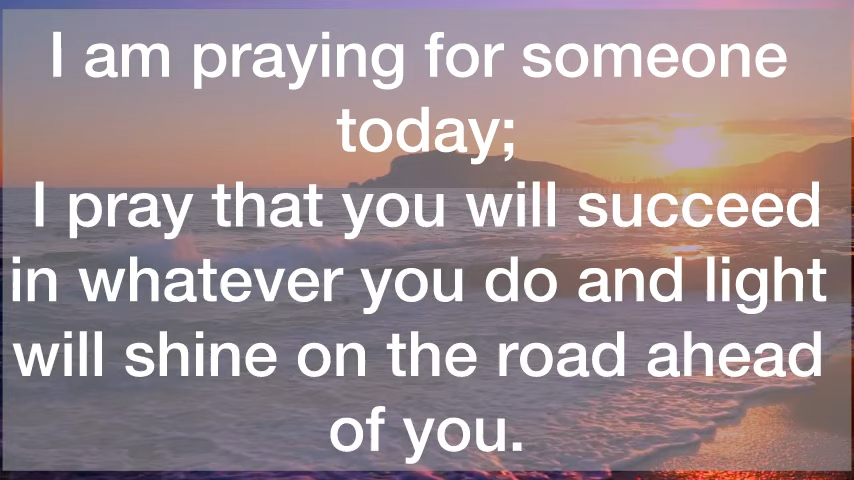 I am praying for someone
today;
I pray that you will succeed
in whatever you do and light
will shine on the road ahead
of you.